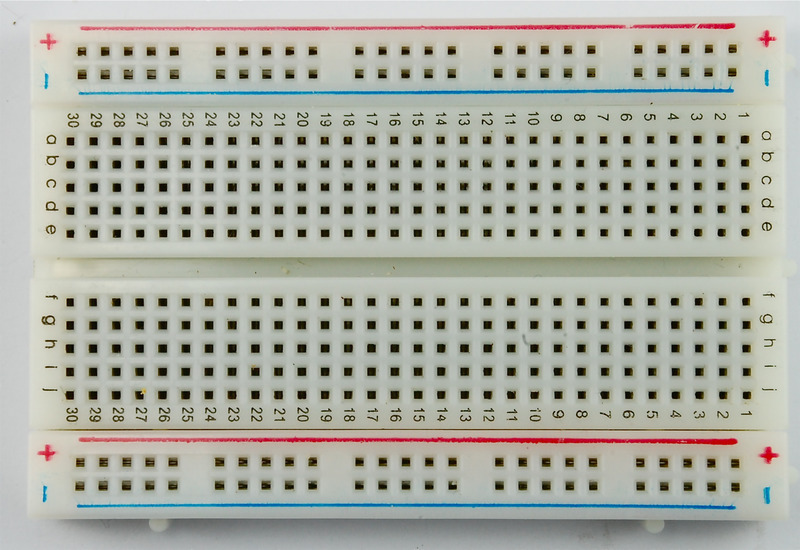 + +
- -
30 29 28 27 26 25 24 23 22 21 20 19 18 17 16 15 14 13 12 11 10 9 8 7 6 5 4 3 2 1
a a
b b
c c
d d
e e
f f
g g
h h
i i
j j
30 29 28 27 26 25 24 23 22 21 20 19 18 17 16 15 14 13 12 11 10 9 8 7 6 5 4 3 2 1
+ +
- -